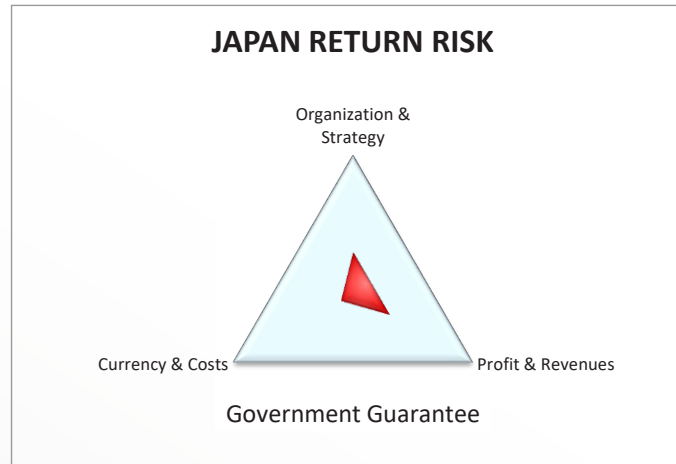 JAPAN RETURN RISK
Organization &
Strategy
Currency & Costs
Profit & Revenues
Government Guarantee